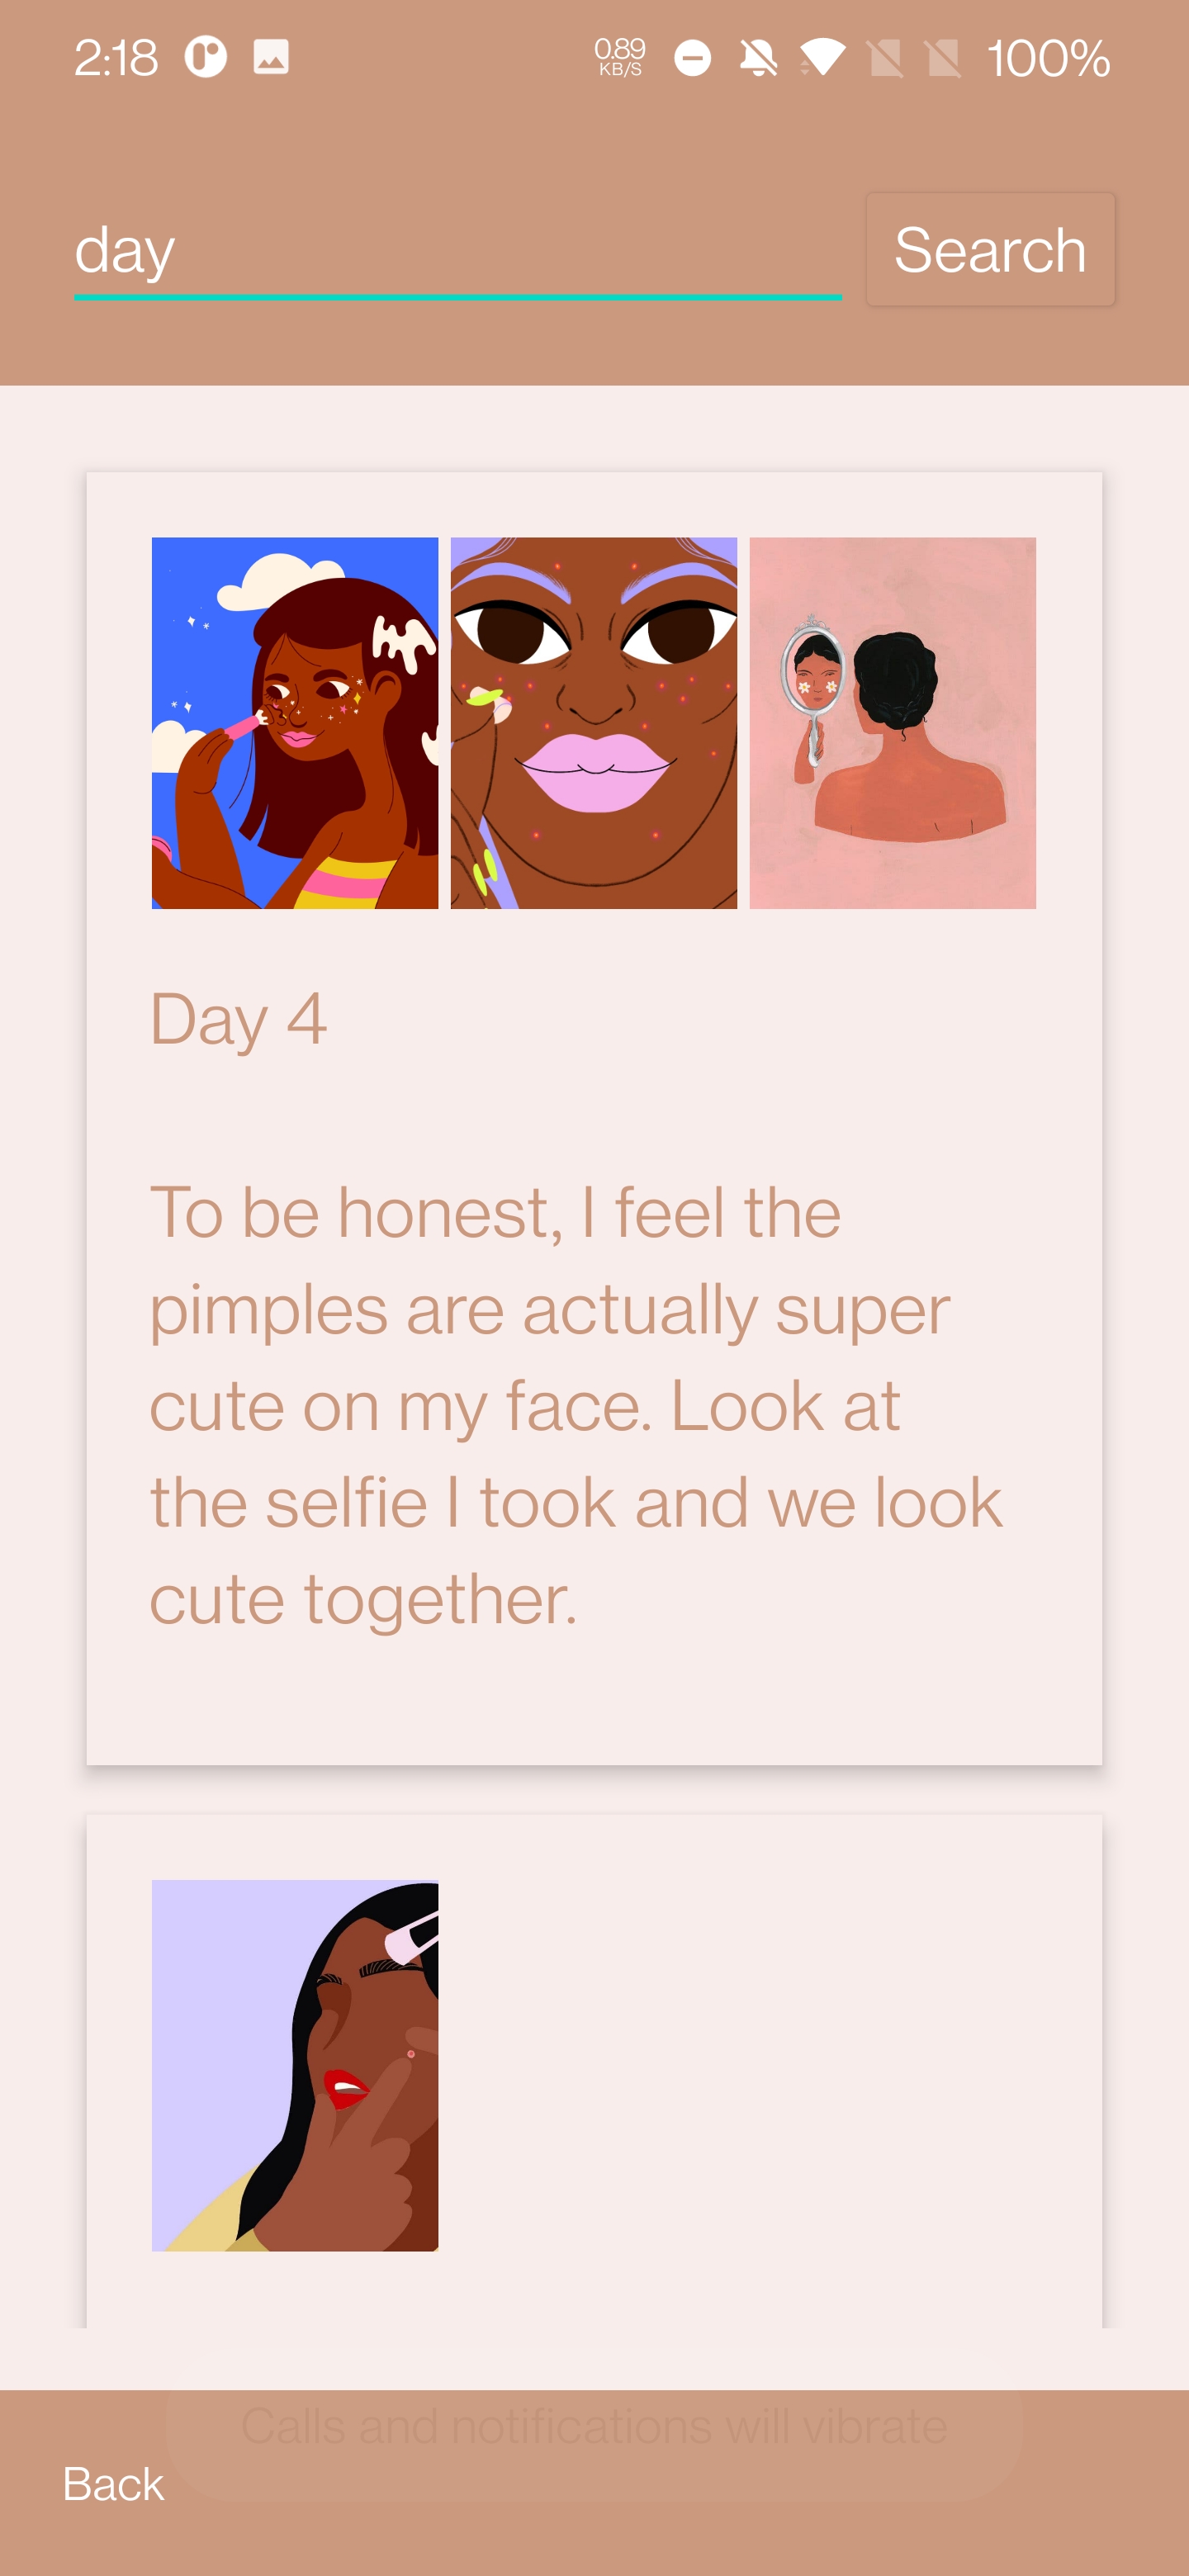 2:18 0.89 KB/S 100%
day Search
Day 4
To be honest, I feel the
pimples are actually super
cute on my face. Look at
the selfie I took and we look
cute together.
Calls and notifications will vibrate
Back